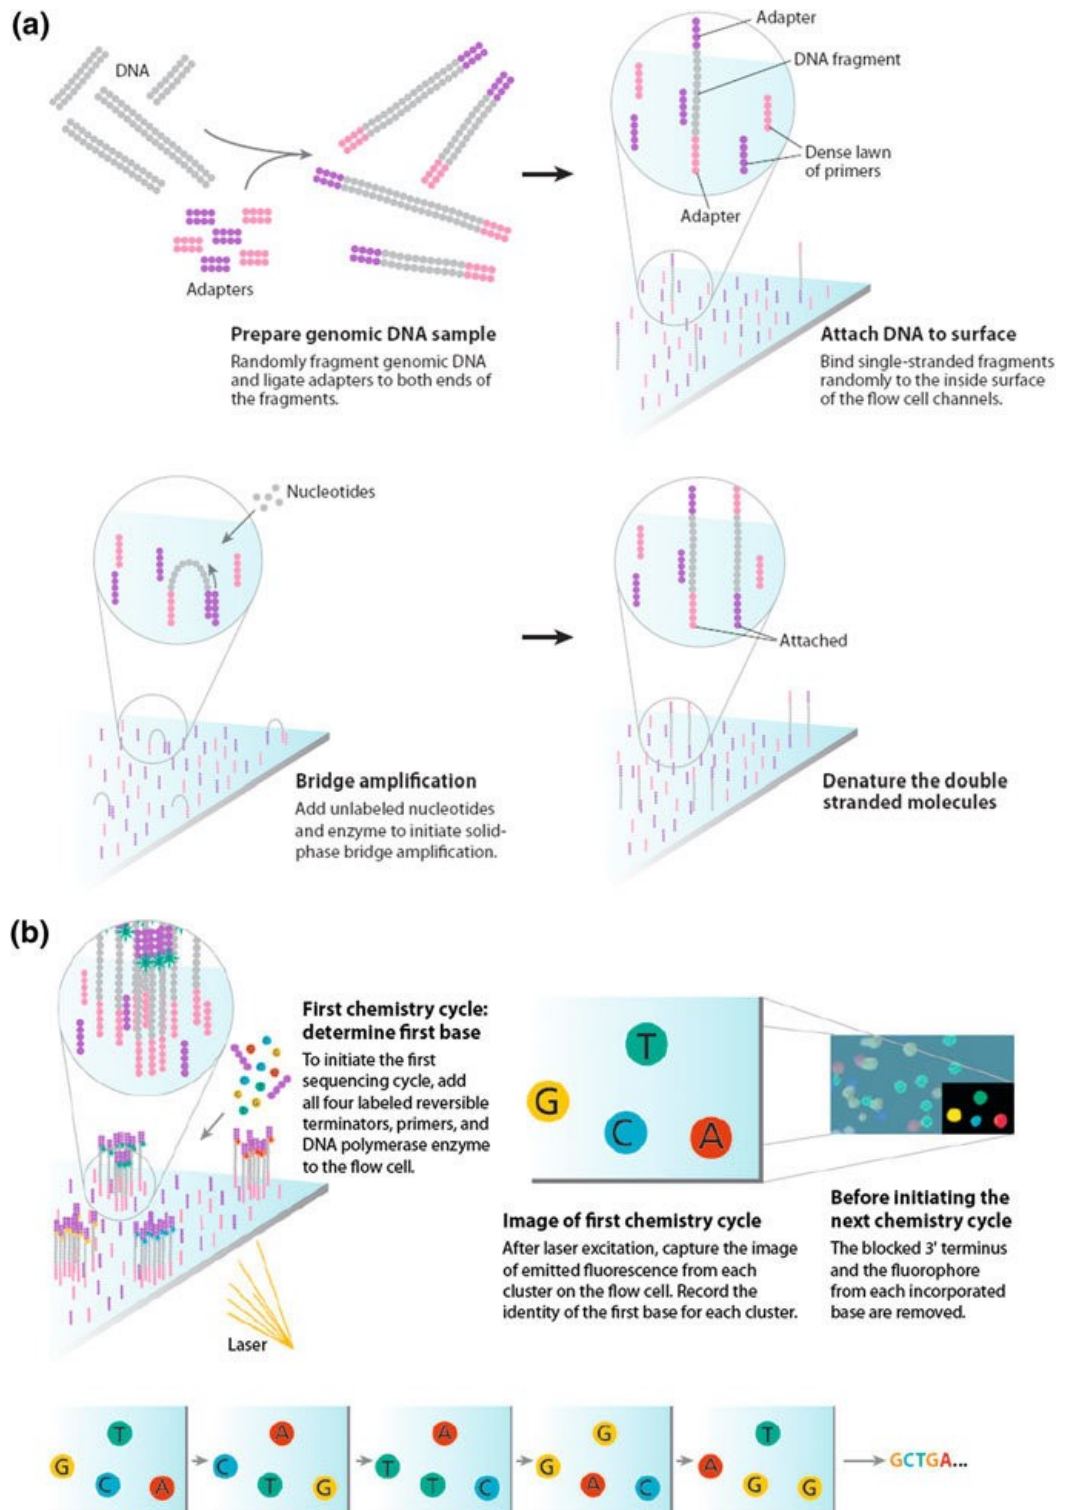 (a)
DNA
Adapters
Prepare genomic DNA sample
Randomly fragment genomic DNA
and ligate adapters to both ends of
the fragments.
Adapter
DNA fragment
Dense lawn
of primers
Adapter
Attach DNA to surface
Bind single-stranded fragments
randomly to the inside surface
of the flow cell channels.
Nucleotides
Bridge amplification
Add unlabeled nucleotides
and enzyme to initiate solid-
phase bridge amplification.
Attached
Denature the double
stranded molecules
(b)
First chemistry cycle:
determine first base
To initiate the first
sequencing cycle, add
all four labeled reversible
terminators, primers, and
DNA polymerase enzyme
to the flow cell.
Laser
T
G
C
A
Image of first chemistry cycle
After laser excitation, capture the image
of emitted fluorescence from each
cluster on the flow cell. Record the
identity of the first base for each cluster.
Before initiating the
next chemistry cycle
The blocked 3' terminus
and the fluorophore
from each incorporated
base are removed.
T
G
C
A
A
C
T
G
A
T
T
C
G
G
A
C
T
A
G
G
GCTGA...